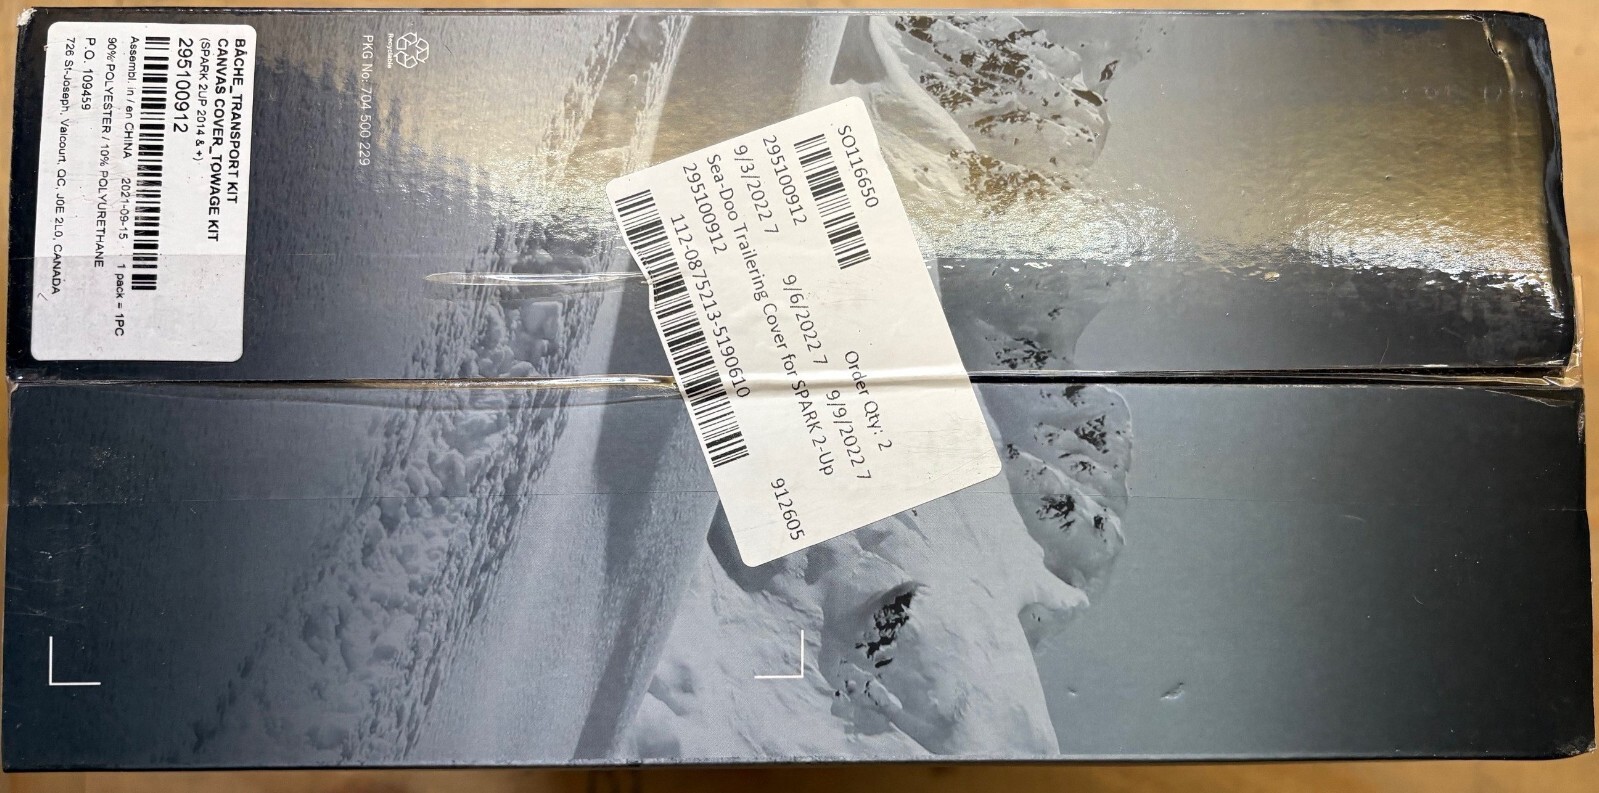 BÂCHE_TRANSPORT KIT
CANVAS COVER_TOWAGE KIT
(SPARK 2UP 2014 & +)
295100912
Assembl. in / en CHINA 2021-09-15 1 pack = 1PC
90% POLYESTER / 10% POLYURETHANE
P.O. 109459
726 St-Joseph, Valcourt, QC, J0E 2L0, CANADA
Recyclable
PKG No.: 704 500 229
SO116650
Order Qty: 2
295100912
9/6/2022 7
9/9/2022 7
9/3/2022 7
Sea-Doo Trailering Cover for SPARK 2-Up
295100912
912605
112-0875213-5190610